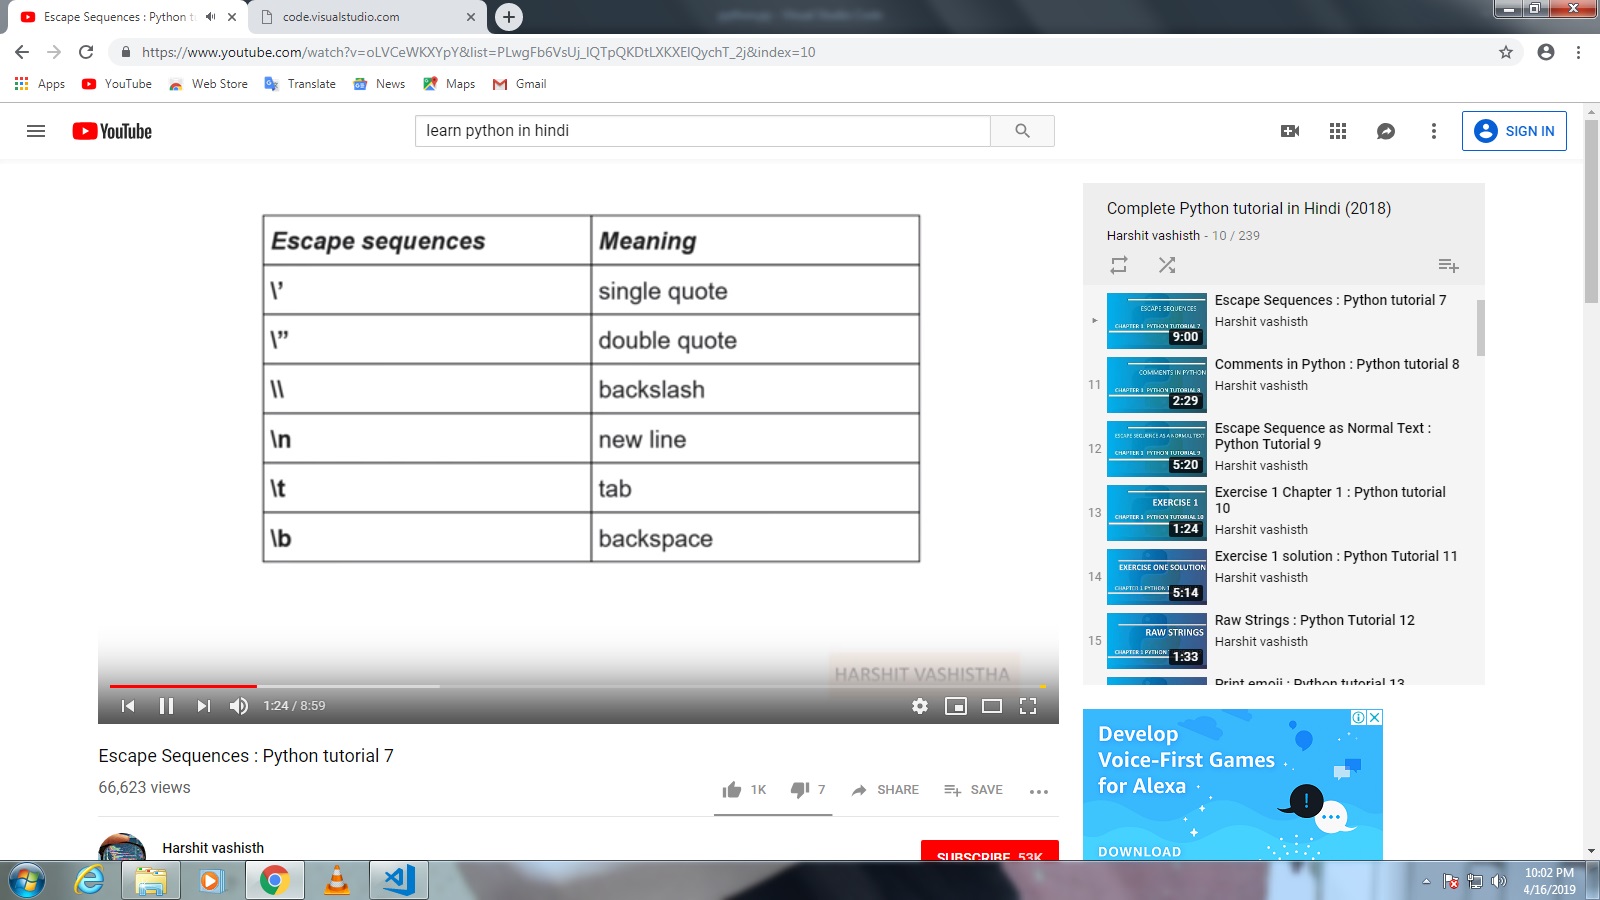 Escape Sequences : Python t
code.visualstudio.com
https://www.youtube.com/watch?v=oLVCeWKXYpY&list=PLwgFb6VsUj_lQTpQKDtLXKXEIQychT_2j&index=10
Apps YouTube Web Store Translate News Maps Gmail
YouTube
learn python in hindi
SIGN IN
Escape sequences Meaning
\’ single quote
\” double quote
\\ backslash
\n new line
\t tab
\b backspace
HARSHIT VASHISTHA
1:24 / 8:59
Escape Sequences : Python tutorial 7
66,623 views
1K 7 SHARE SAVE
Harshit vashisth
SUBSCRIBE 53K
Complete Python tutorial in Hindi (2018)
Harshit vashisth - 10 / 239
ESCAPE SEQUENCES
CHAPTER 1 PYTHON TUTORIAL 7
9:00
Escape Sequences : Python tutorial 7
Harshit vashisth
11
COMMENTS IN PYTHON
CHAPTER 1 PYTHON TUTORIAL 8
2:29
Comments in Python : Python tutorial 8
Harshit vashisth
12
ESCAPE SEQUENCE AS A NORMAL TEXT
CHAPTER 1 PYTHON TUTORIAL 9
5:20
Escape Sequence as Normal Text :
Python Tutorial 9
Harshit vashisth
13
EXERCISE 1
CHAPTER 1 PYTHON TUTORIAL 10
1:24
Exercise 1 Chapter 1 : Python tutorial
10
Harshit vashisth
14
EXERCISE ONE SOLUTION
CHAPTER 1 PYTHON
5:14
Exercise 1 solution : Python Tutorial 11
Harshit vashisth
15
RAW STRINGS
CHAPTER 1 PYTHON
1:33
Raw Strings : Python Tutorial 12
Harshit vashisth
Print emoji : Python tutorial 13
Develop
Voice-First Games
for Alexa
DOWNLOAD
10:02 PM
4/16/2019